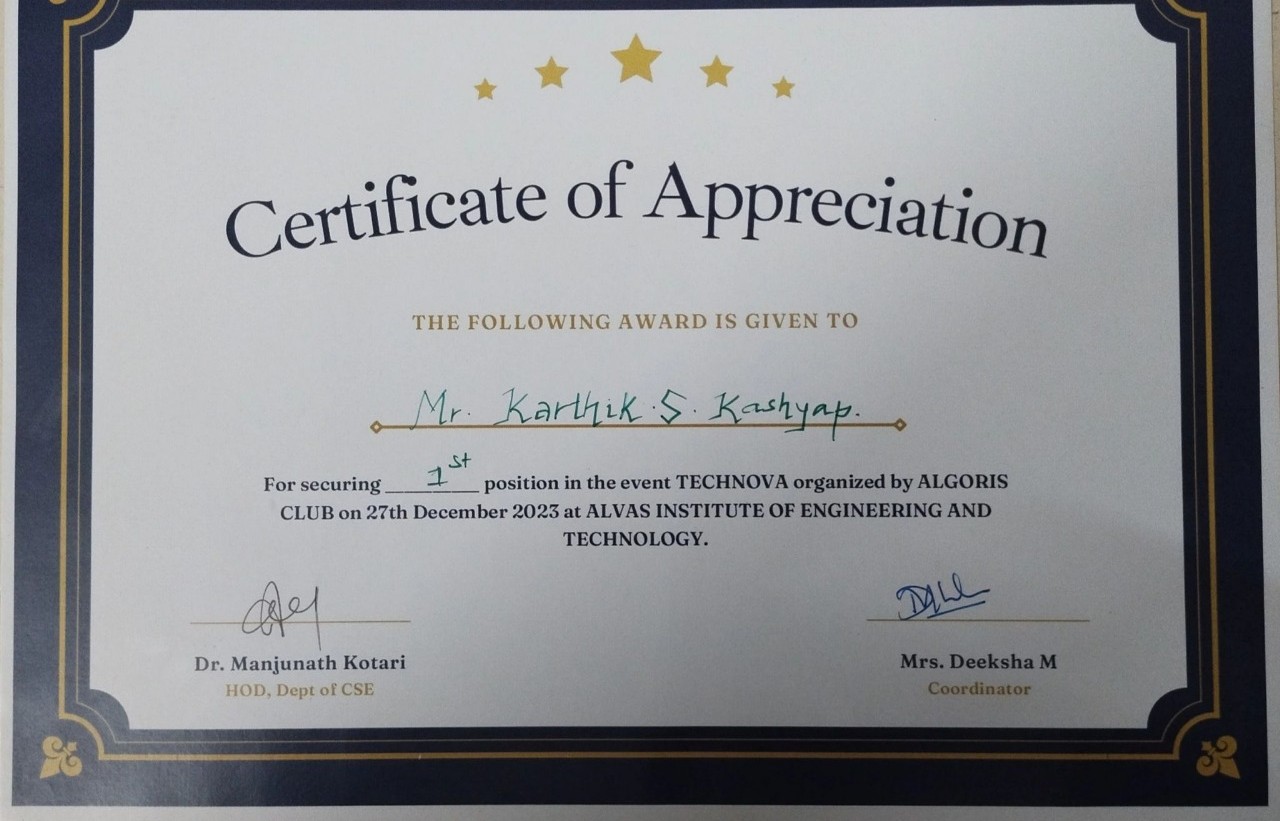 Certificate of Appreciation
THE FOLLOWING AWARD IS GIVEN TO
Mr. Karthik.S. Kashyap.
For securing 1st position in the event TECHNOVA organized by ALGORIS
CLUB on 27th December 2023 at ALVAS INSTITUTE OF ENGINEERING AND
TECHNOLOGY.
Dr. Manjunath Kotari
HOD, Dept of CSE
Mrs. Deeksha M
Coordinator